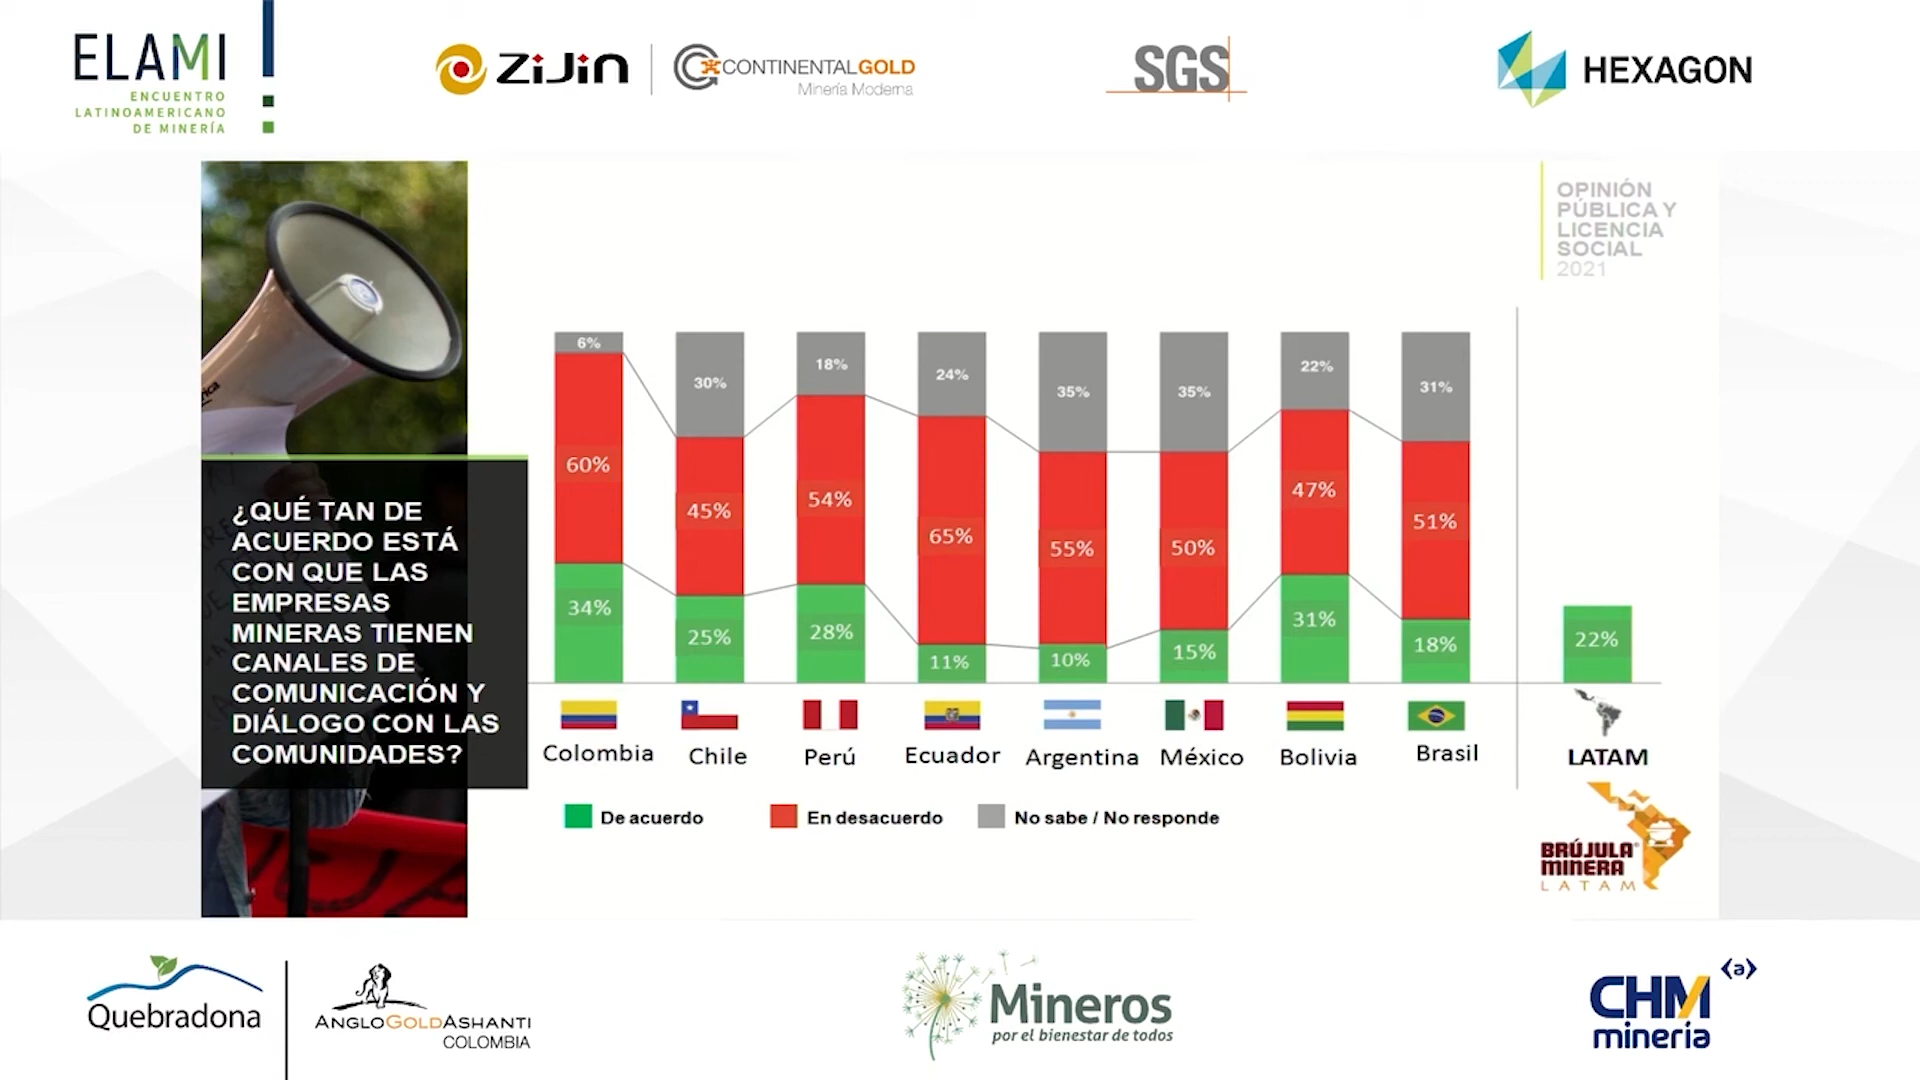 ELAMI
ENCUENTRO
LATINOAMERICANO
DE MINERÍA
ZiJin
CONTINENTALGOLD
Minería Moderna
SGS
HEXAGON
OPINIÓN
PÚBLICA Y
LICENCIA
SOCIAL
2021
¿QUÉ TAN DE
ACUERDO ESTÁ
CON QUE LAS
EMPRESAS
MINERAS TIENEN
CANALES DE
COMUNICACIÓN Y
DIÁLOGO CON LAS
COMUNIDADES?
6% 30% 18% 24% 35% 35% 22% 31%
60% 45% 54% 65% 55% 50% 47% 51%
34% 25% 28% 11% 10% 15% 31% 18% 22%
Colombia Chile Perú Ecuador Argentina México Bolivia Brasil LATAM
De acuerdo En desacuerdo No sabe / No responde
BRÚJULA®
MINERA
LATAM
Quebradona
ANGLOGOLDASHANTI
COLOMBIA
Mineros
por el bienestar de todos
CHM
minería
(a)